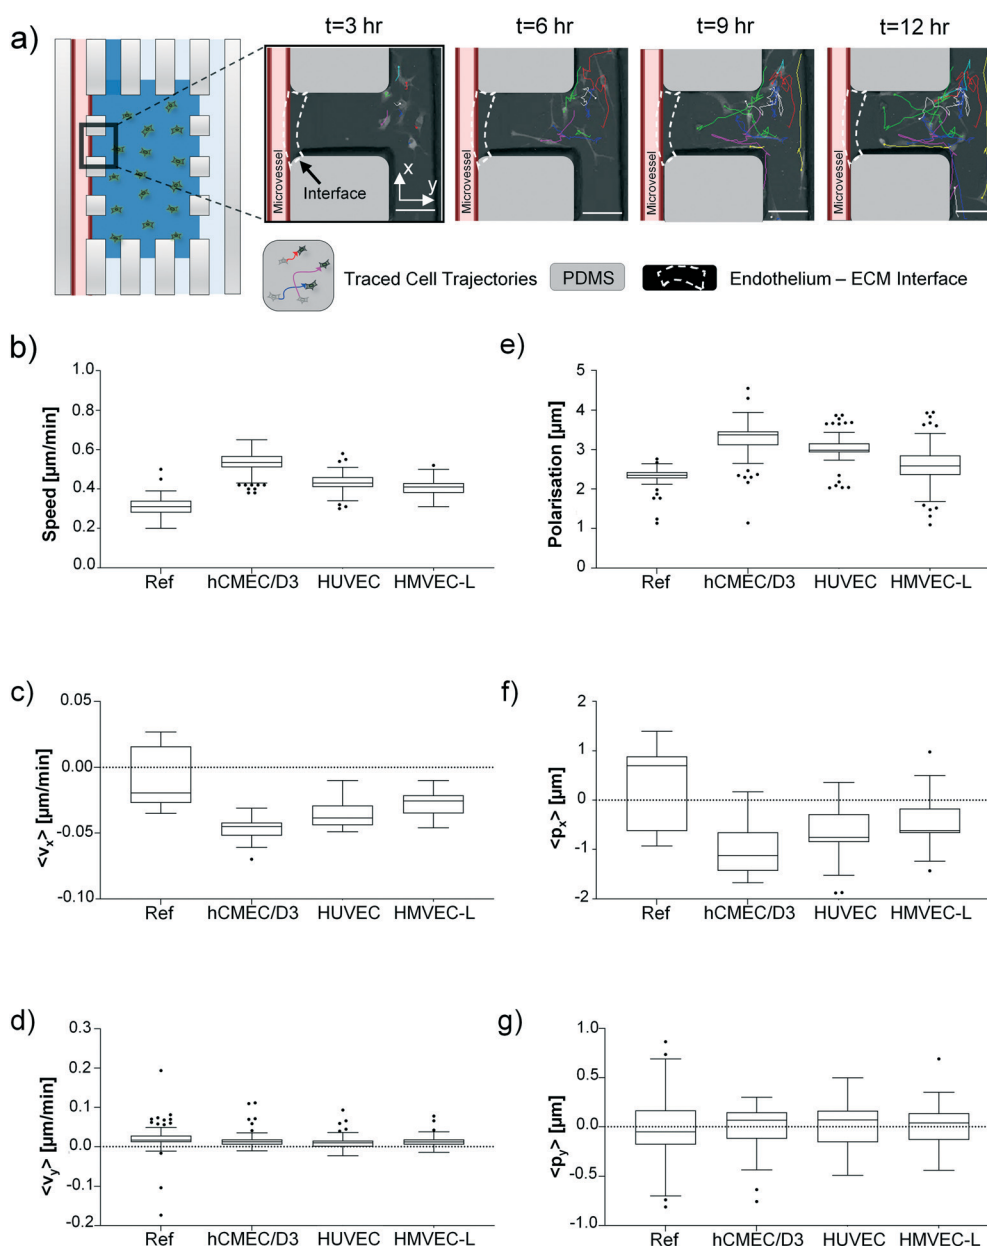 a)
t=3 hr
t=6 hr
t=9 hr
t=12 hr
Microvessel
Interface
x
y
Microvessel
Microvessel
Microvessel
Traced Cell Trajectories
PDMS
Endothelium – ECM Interface
b)
Speed [µm/min]
1.0
0.8
0.6
0.4
0.2
0.0
Ref
hCMEC/D3
HUVEC
HMVEC-L
e)
Polarisation [µm]
5
4
3
2
1
0
Ref
hCMEC/D3
HUVEC
HMVEC-L
c)
<v_x> [µm/min]
0.05
0.00
-0.05
-0.10
Ref
hCMEC/D3
HUVEC
HMVEC-L
f)
<p_x> [µm]
2
1
0
-1
-2
Ref
hCMEC/D3
HUVEC
HMVEC-L
d)
<v_y> [µm/min]
0.3
0.2
0.1
0.0
-0.1
-0.2
Ref
hCMEC/D3
HUVEC
HMVEC-L
g)
<p_y> [µm]
1.0
0.5
0.0
-0.5
-1.0
Ref
hCMEC/D3
HUVEC
HMVEC-L